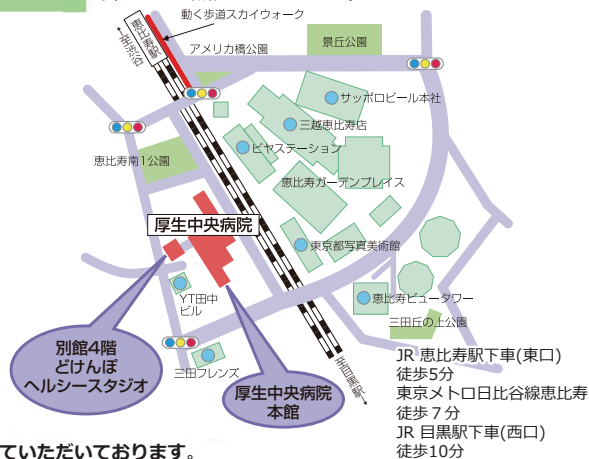 動く歩道スカイウォーク
恵比寿駅
至渋谷
アメリカ橋公園
景丘公園
サッポロビール本社
三越恵比寿店
ビヤステーション
恵比寿南1公園
恵比寿ガーデンプレイス
厚生中央病院
東京都写真美術館
YT田中
ビル
恵比寿ビュータワー
三田丘の上公園
別館4階
どけんぽ
ヘルシースタジオ
三田フレンズ
厚生中央病院
本館
至目黒駅
JR 恵比寿駅下車(東口)
徒歩5分
東京メトロ日比谷線恵比寿
徒歩７分
JR 目黒駅下車(西口)
徒歩10分
ていただいております。